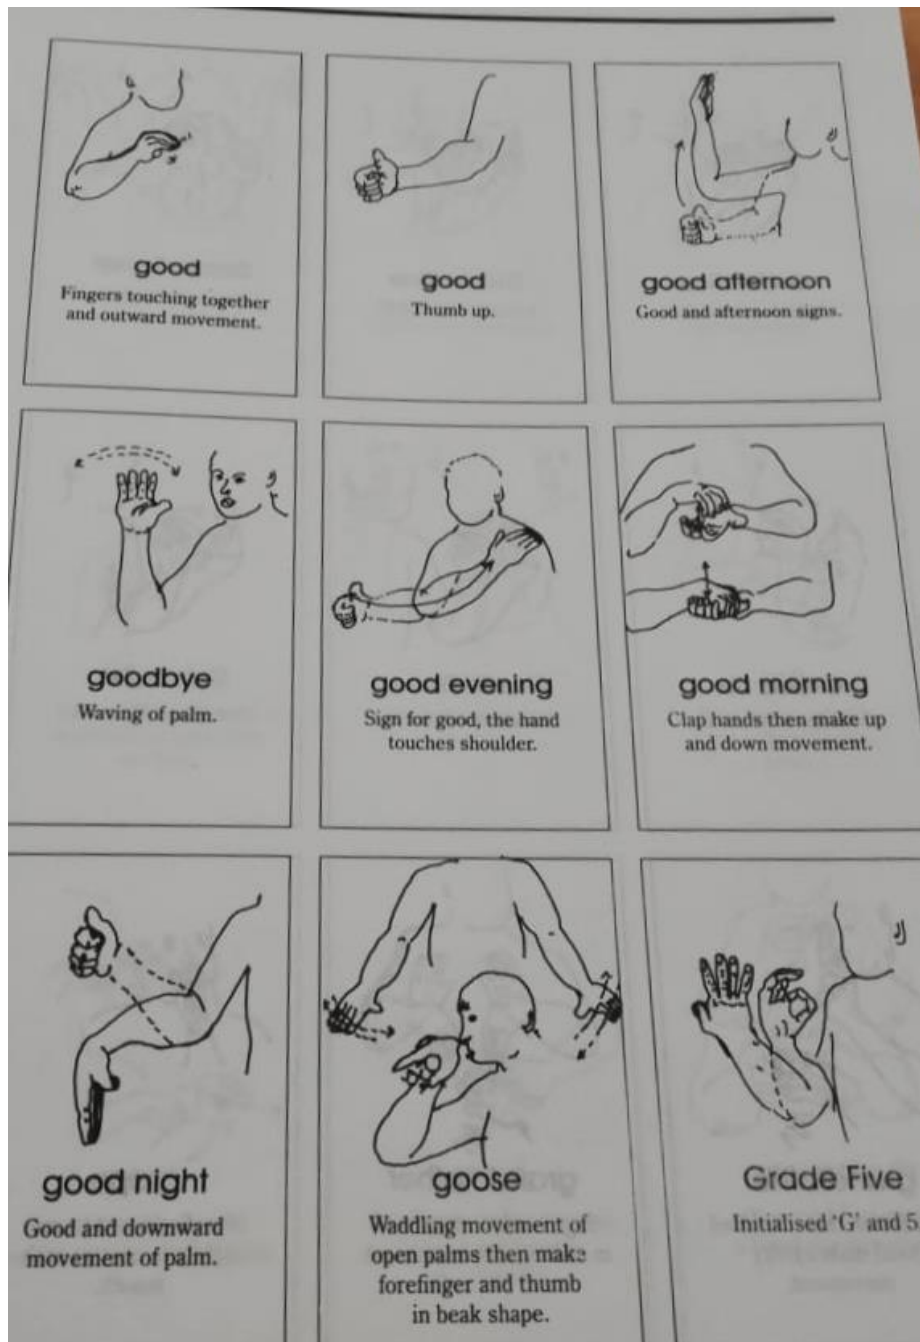 good
Fingers touching together
and outward movement.
good
Thumb up.
good afternoon
Good and afternoon signs.
goodbye
Waving of palm.
good evening
Sign for good, the hand
touches shoulder.
good morning
Clap hands then make up
and down movement.
good night
Good and downward
movement of palm.
goose
Waddling movement of
open palms then make
forefinger and thumb
in beak shape.
Grade Five
Initialised 'G' and 5